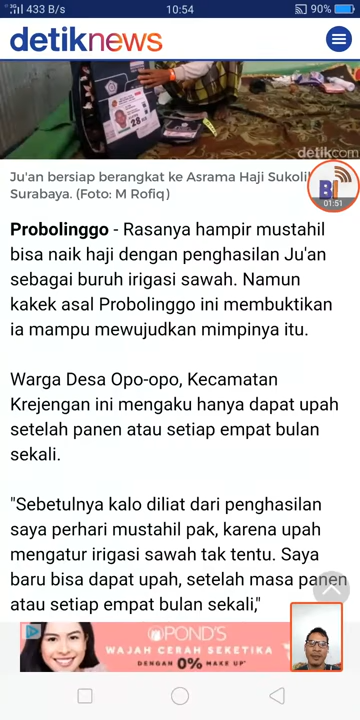 433 B/s
10:54
90%
detiknews
28
detikcom
Ju'an bersiap berangkat ke Asrama Haji Sukolil
Surabaya. (Foto: M Rofiq)
BI
01:51
Probolinggo - Rasanya hampir mustahil
bisa naik haji dengan penghasilan Ju'an
sebagai buruh irigasi sawah. Namun
kakek asal Probolinggo ini membuktikan
ia mampu mewujudkan mimpinya itu.
Warga Desa Opo-opo, Kecamatan
Krejengan ini mengaku hanya dapat upah
setelah panen atau setiap empat bulan
sekali.
"Sebetulnya kalo diliat dari penghasilan
saya perhari mustahil pak, karena upah
mengatur irigasi sawah tak tentu. Saya
baru bisa dapat upah, setelah masa panen
atau setiap empat bulan sekali,"
POND'S
WAJAH CERAH SEKETIKA
DENGAN 0% MAKE UP*